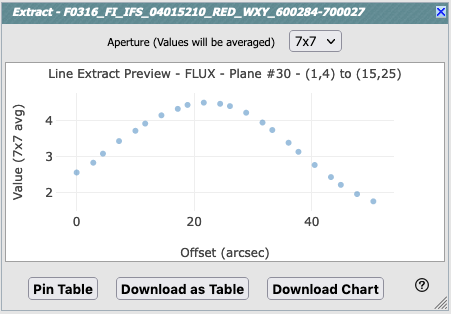 Extract - F0316_FI_IFS_04015210_RED_WXY_600284-700027
Aperture (Values will be averaged) 7x7
Line Extract Preview - FLUX - Plane #30 - (1,4) to (15,25)
Value (7x7 avg)
4
3
2
0 20 40
Offset (arcsec)
Pin Table Download as Table Download Chart ?